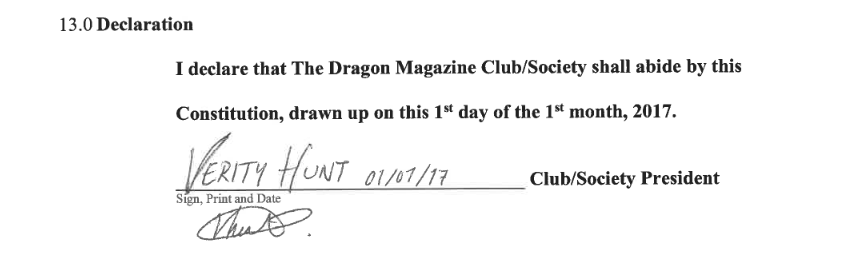 13.0 Declaration
I declare that The Dragon Magazine Club/Society shall abide by this
Constitution, drawn up on this 1st day of the 1st month, 2017.
VERITY HUNT 01/01/17 Club/Society President
Sign, Print and Date